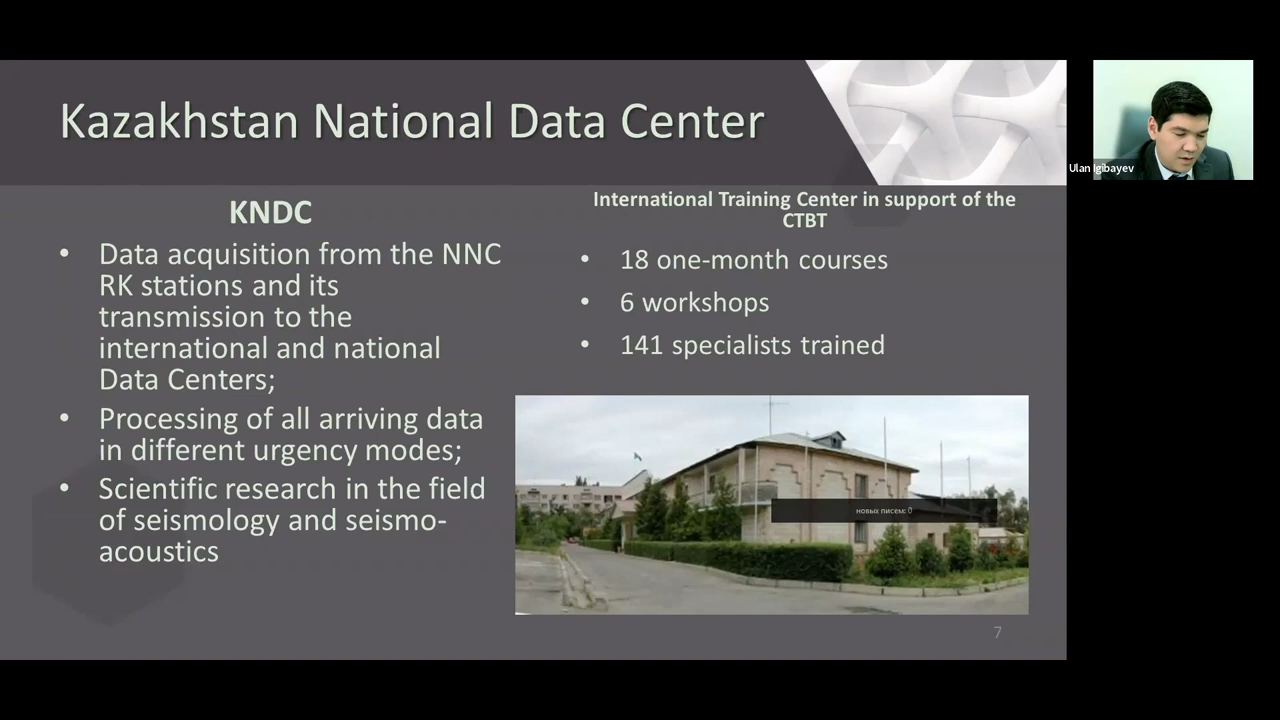 Kazakhstan National Data Center
KNDC
• Data acquisition from the NNC
RK stations and its
transmission to the
international and national
Data Centers;
• Processing of all arriving data
in different urgency modes;
• Scientific research in the field
of seismology and seismo-
acoustics
International Training Center in support of the
CTBT
• 18 one-month courses
• 6 workshops
• 141 specialists trained
новых писем: 0
7
Ulan Igibayev